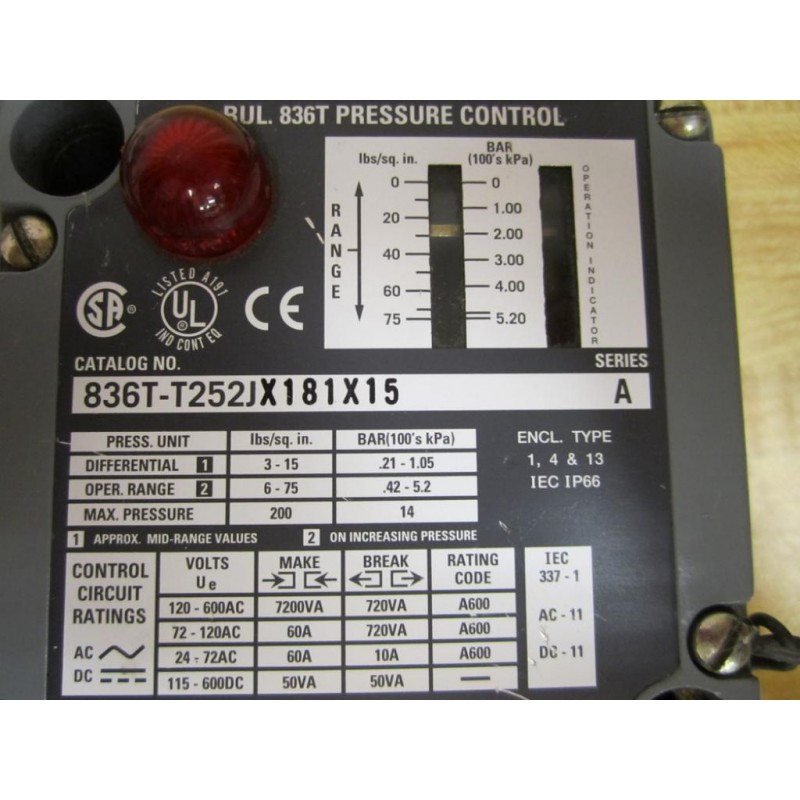 BUL. 836T PRESSURE CONTROL
lbs/sq. in. BAR (100's kPa)
RANGE
0 0
1.00
20 2.00
40 3.00
60 4.00
75 5.20
OPERATION INDICATOR
SA
LISTED A191
UL
IND CONT EQ
CE
CATALOG NO. SERIES
836T-T252JX181X15 A
PRESS. UNIT lbs/sq. in. BAR(100's kPa)
DIFFERENTIAL 1 3 - 15 .21 - 1.05
OPER. RANGE 2 6 - 75 .42 - 5.2
MAX. PRESSURE 200 14
ENCL. TYPE
1, 4 & 13
IEC IP66
1 APPROX. MID-RANGE VALUES 2 ON INCREASING PRESSURE
CONTROL CIRCUIT RATINGS
AC
DC
VOLTS Ue MAKE BREAK RATING CODE
120 - 600AC 7200VA 720VA A600
72 - 120AC 60A 720VA A600
24 - 72AC 60A 10A A600
115 - 600DC 50VA 50VA —
IEC
337 - 1
AC - 11
DC - 11